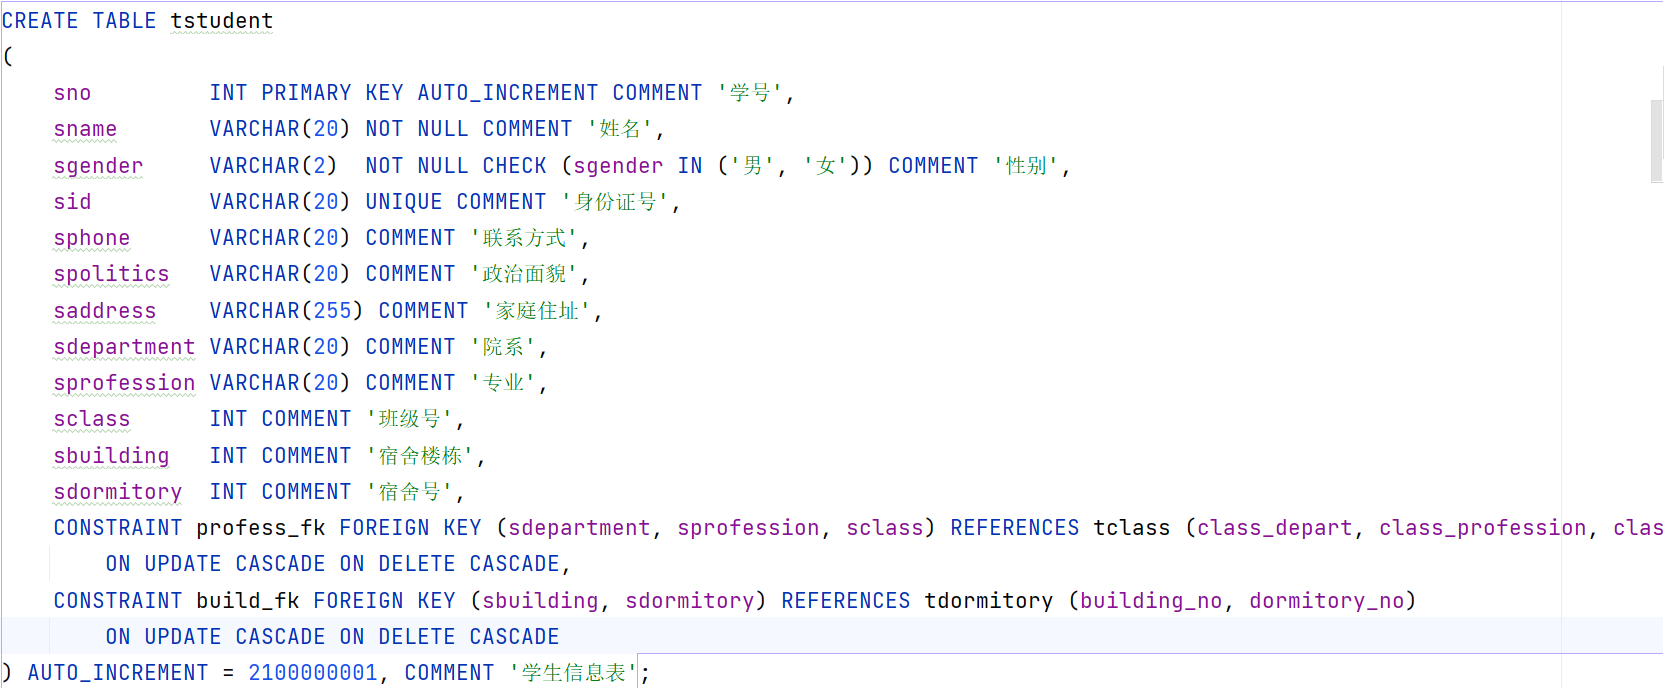 CREATE TABLE tstudent
(
    sno         INT PRIMARY KEY AUTO_INCREMENT COMMENT '学号',
    sname       VARCHAR(20) NOT NULL COMMENT '姓名',
    sgender     VARCHAR(2)  NOT NULL CHECK (sgender IN ('男', '女')) COMMENT '性别',
    sid         VARCHAR(20) UNIQUE COMMENT '身份证号',
    sphone      VARCHAR(20) COMMENT '联系方式',
    spolitics   VARCHAR(20) COMMENT '政治面貌',
    saddress    VARCHAR(255) COMMENT '家庭住址',
    sdepartment VARCHAR(20) COMMENT '院系',
    sprofession VARCHAR(20) COMMENT '专业',
    sclass      INT COMMENT '班级号',
    sbuilding   INT COMMENT '宿舍楼栋',
    sdormitory  INT COMMENT '宿舍号',
    CONSTRAINT profess_fk FOREIGN KEY (sdepartment, sprofession, sclass) REFERENCES tclass (class_depart, class_profession, clas
        ON UPDATE CASCADE ON DELETE CASCADE,
    CONSTRAINT build_fk FOREIGN KEY (sbuilding, sdormitory) REFERENCES tdormitory (building_no, dormitory_no)
        ON UPDATE CASCADE ON DELETE CASCADE
) AUTO_INCREMENT = 2100000001, COMMENT '学生信息表';